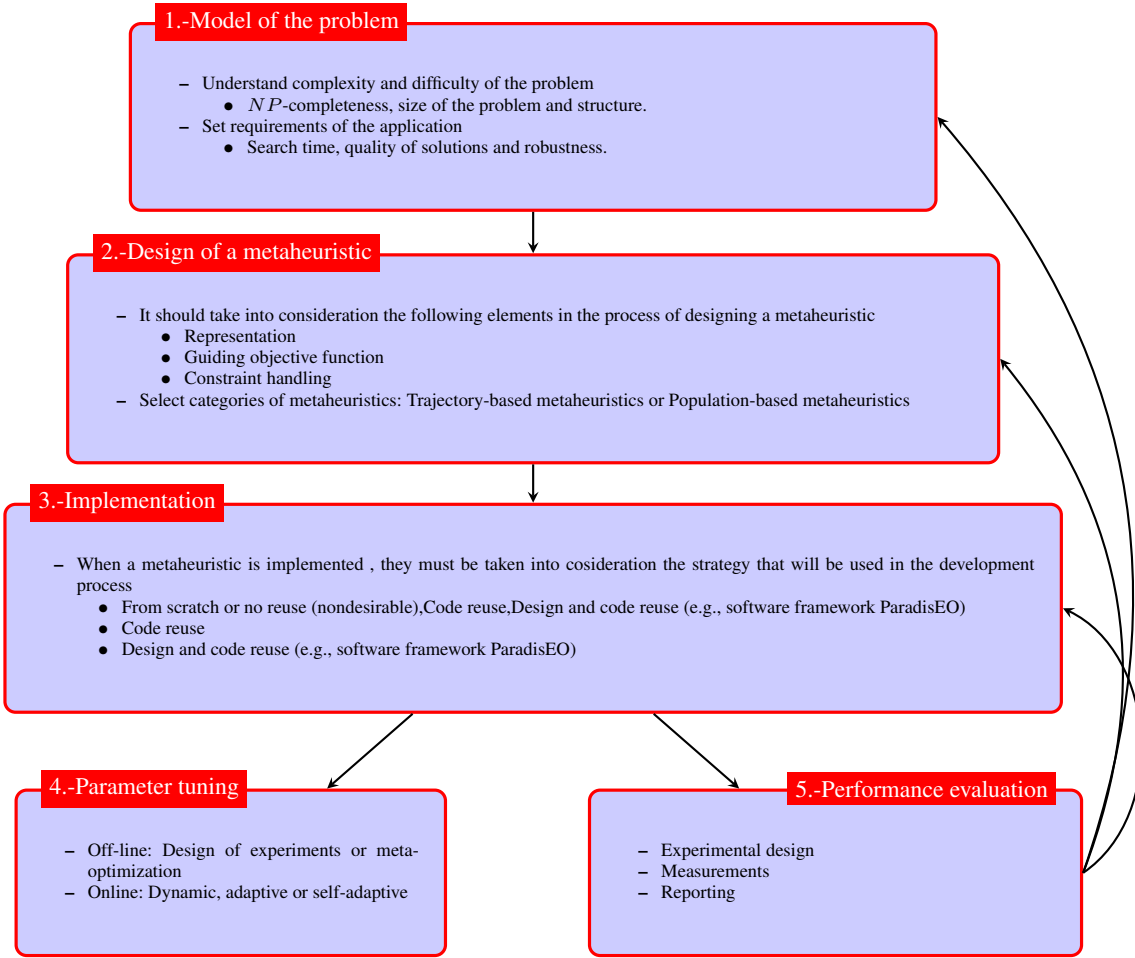 1.-Model of the problem
– Understand complexity and difficulty of the problem
• NP-completeness, size of the problem and structure.
– Set requirements of the application
• Search time, quality of solutions and robustness.
2.-Design of a metaheuristic
– It should take into consideration the following elements in the process of designing a metaheuristic
• Representation
• Guiding objective function
• Constraint handling
– Select categories of metaheuristics: Trajectory-based metaheuristics or Population-based metaheuristics
3.-Implementation
– When a metaheuristic is implemented , they must be taken into cosideration the strategy that will be used in the development
process
• From scratch or no reuse (nondesirable),Code reuse,Design and code reuse (e.g., software framework ParadisEO)
• Code reuse
• Design and code reuse (e.g., software framework ParadisEO)
4.-Parameter tuning
– Off-line: Design of experiments or meta-
optimization
– Online: Dynamic, adaptive or self-adaptive
5.-Performance evaluation
– Experimental design
– Measurements
– Reporting